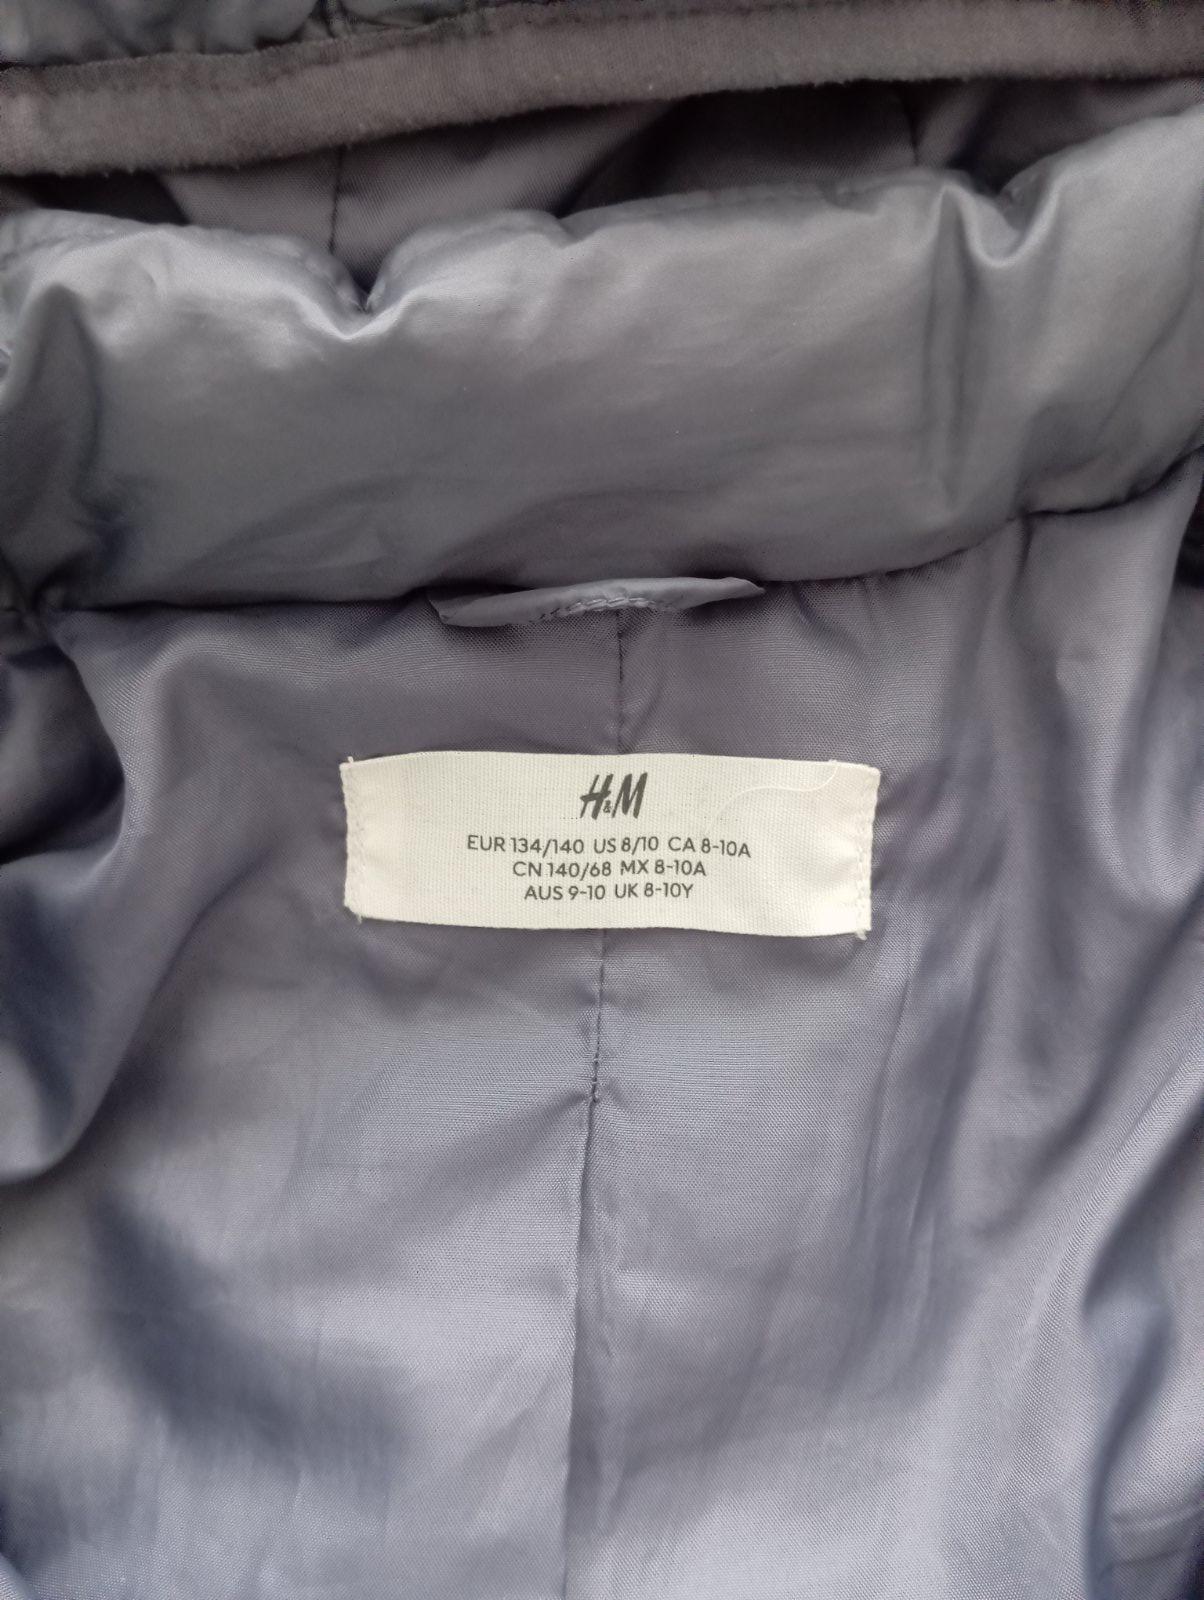 H&M
EUR 134/140 US 8/10 CA 8-10A
CN 140/68 MX 8-10A
AUS 9-10 UK 8-10Y